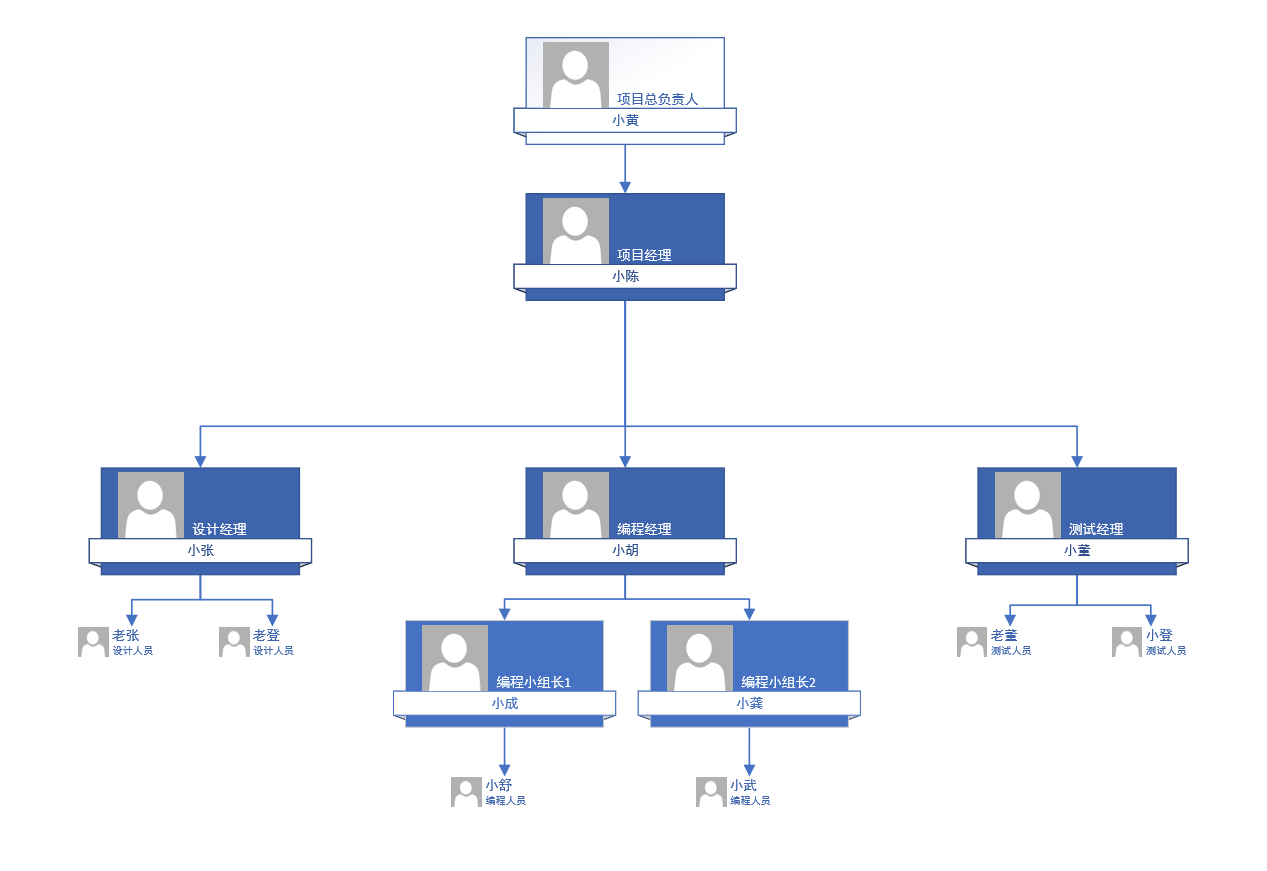 项目总负责人
小黄
项目经理
小陈
设计经理
小张
编程经理
小胡
测试经理
小董
老张
设计人员
老登
设计人员
老董
测试人员
小登
测试人员
编程小组长1
小成
编程小组长2
小龚
小舒
编程人员
小武
编程人员